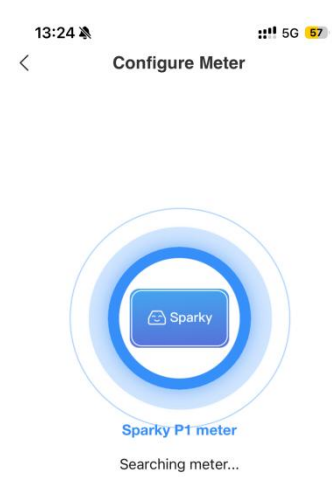 13:24
5G 57
Configure Meter
Sparky
Sparky P1 meter
Searching meter...